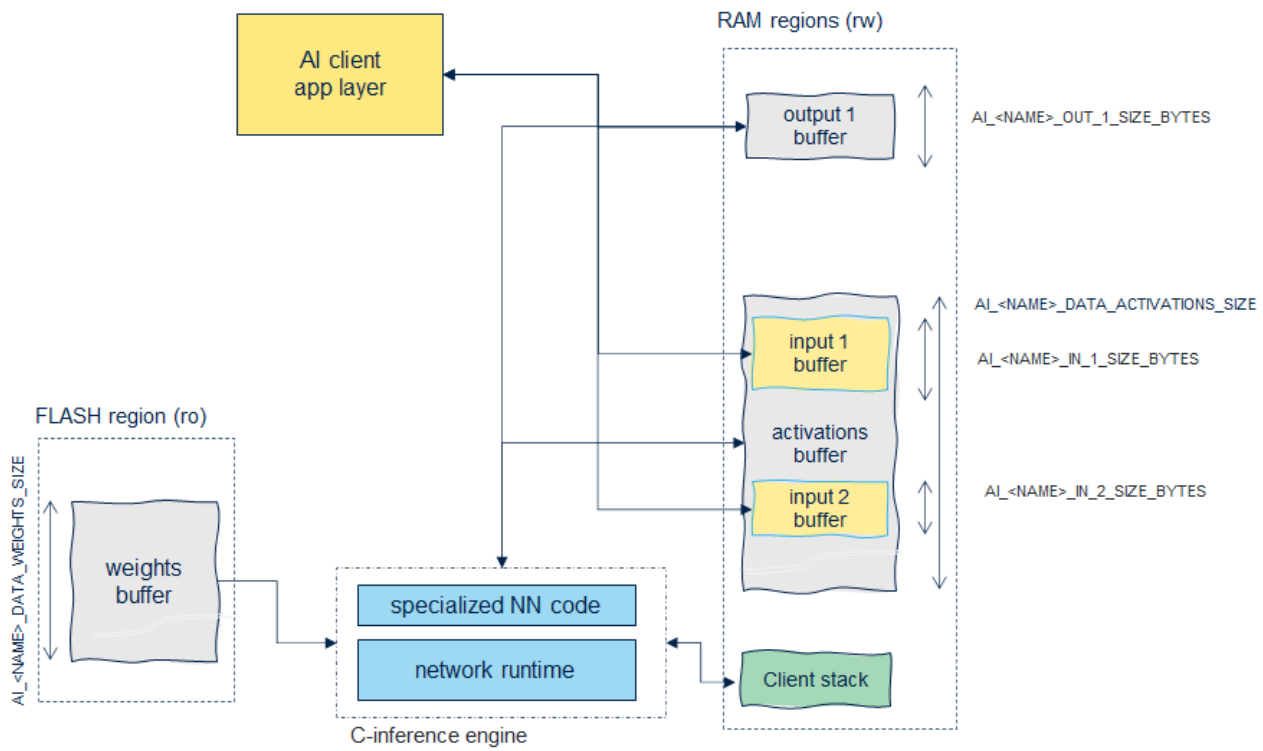 RAM regions (rw)
AI client
app layer
output 1
buffer
AI_<NAME>_OUT_1_SIZE_BYTES
AI_<NAME>_DATA_ACTIVATIONS_SIZE
input 1
buffer
AI_<NAME>_IN_1_SIZE_BYTES
FLASH region (ro)
activations
buffer
AI_<NAME>_DATA_WEIGHTS_SIZE
input 2
buffer
AI_<NAME>_IN_2_SIZE_BYTES
weights
buffer
specialized NN code
network runtime
Client stack
C-inference engine